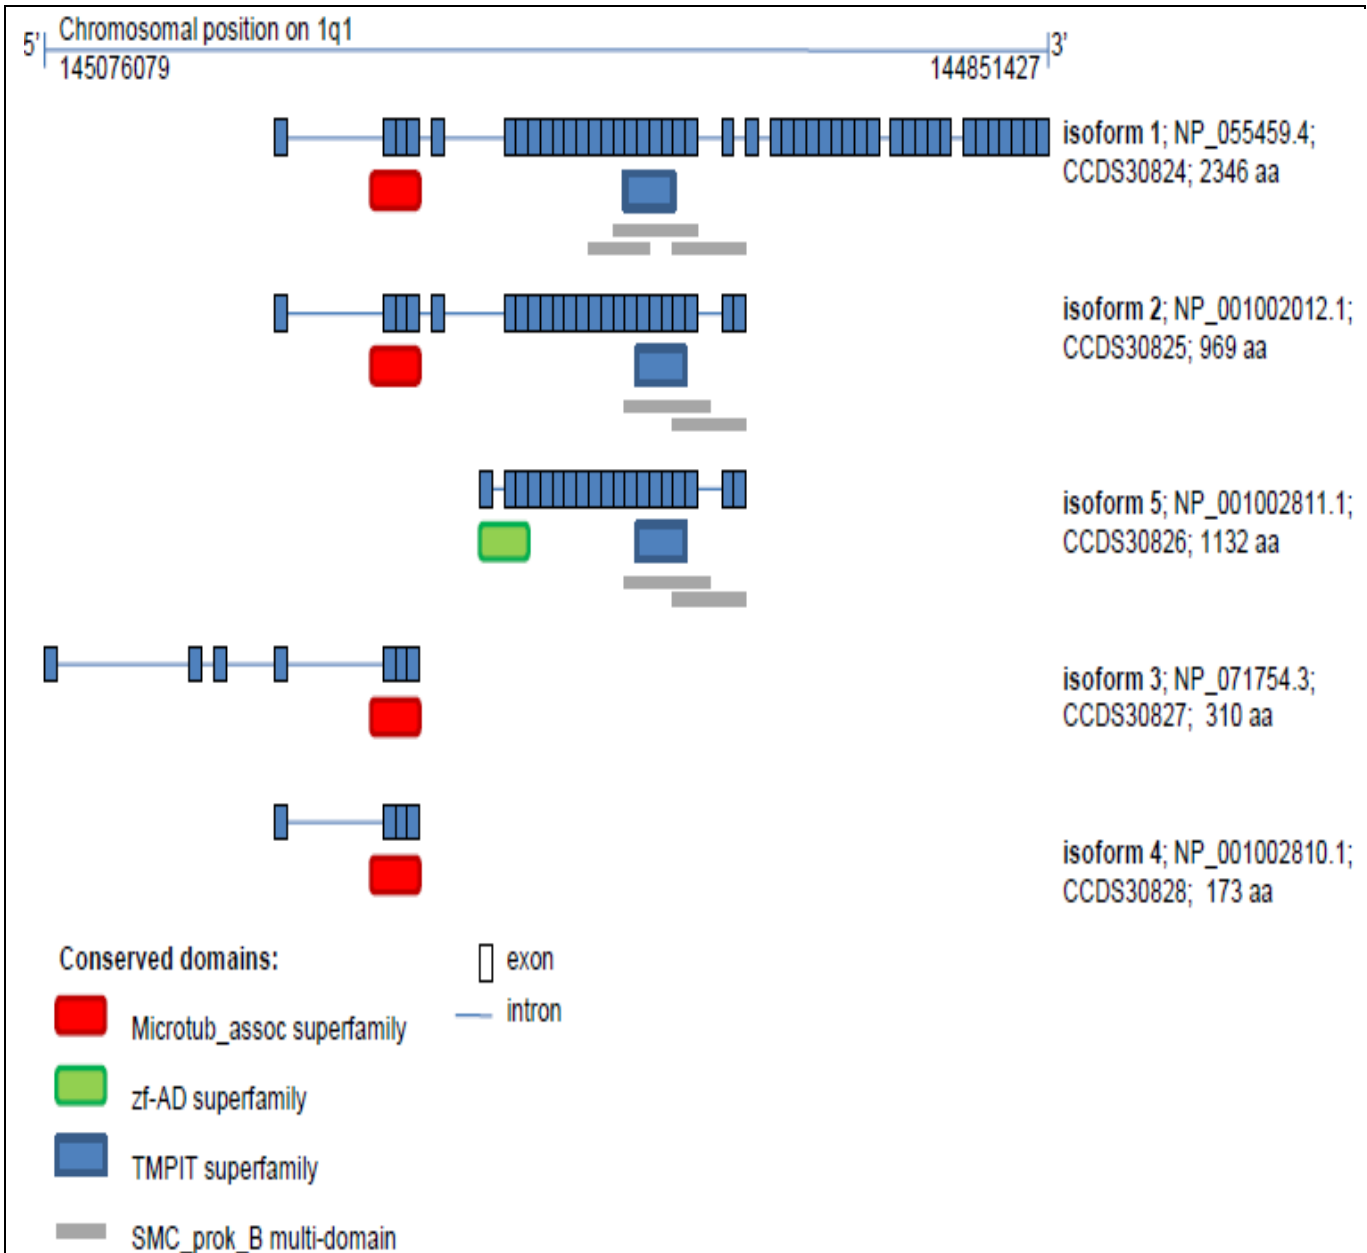 Chromosomal position on 1q1
5’ 3’
145076079 144851427
isoform 1; NP_055459.4;
CCDS30824; 2346 aa
isoform 2; NP_001002012.1;
CCDS30825; 969 aa
isoform 5; NP_001002811.1;
CCDS30826; 1132 aa
isoform 3; NP_071754.3;
CCDS30827; 310 aa
isoform 4; NP_001002810.1;
CCDS30828; 173 aa
Conserved domains:
exon
intron
Microtub_assoc superfamily
zf-AD superfamily
TMPIT superfamily
SMC_prok_B multi-domain